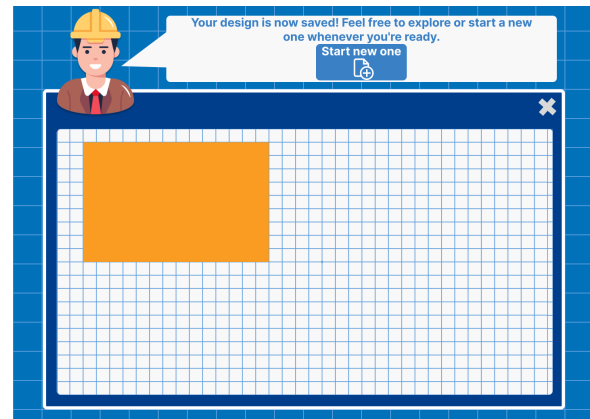 Your design is now saved! Feel free to explore or start a new
one whenever you're ready.
Start new one